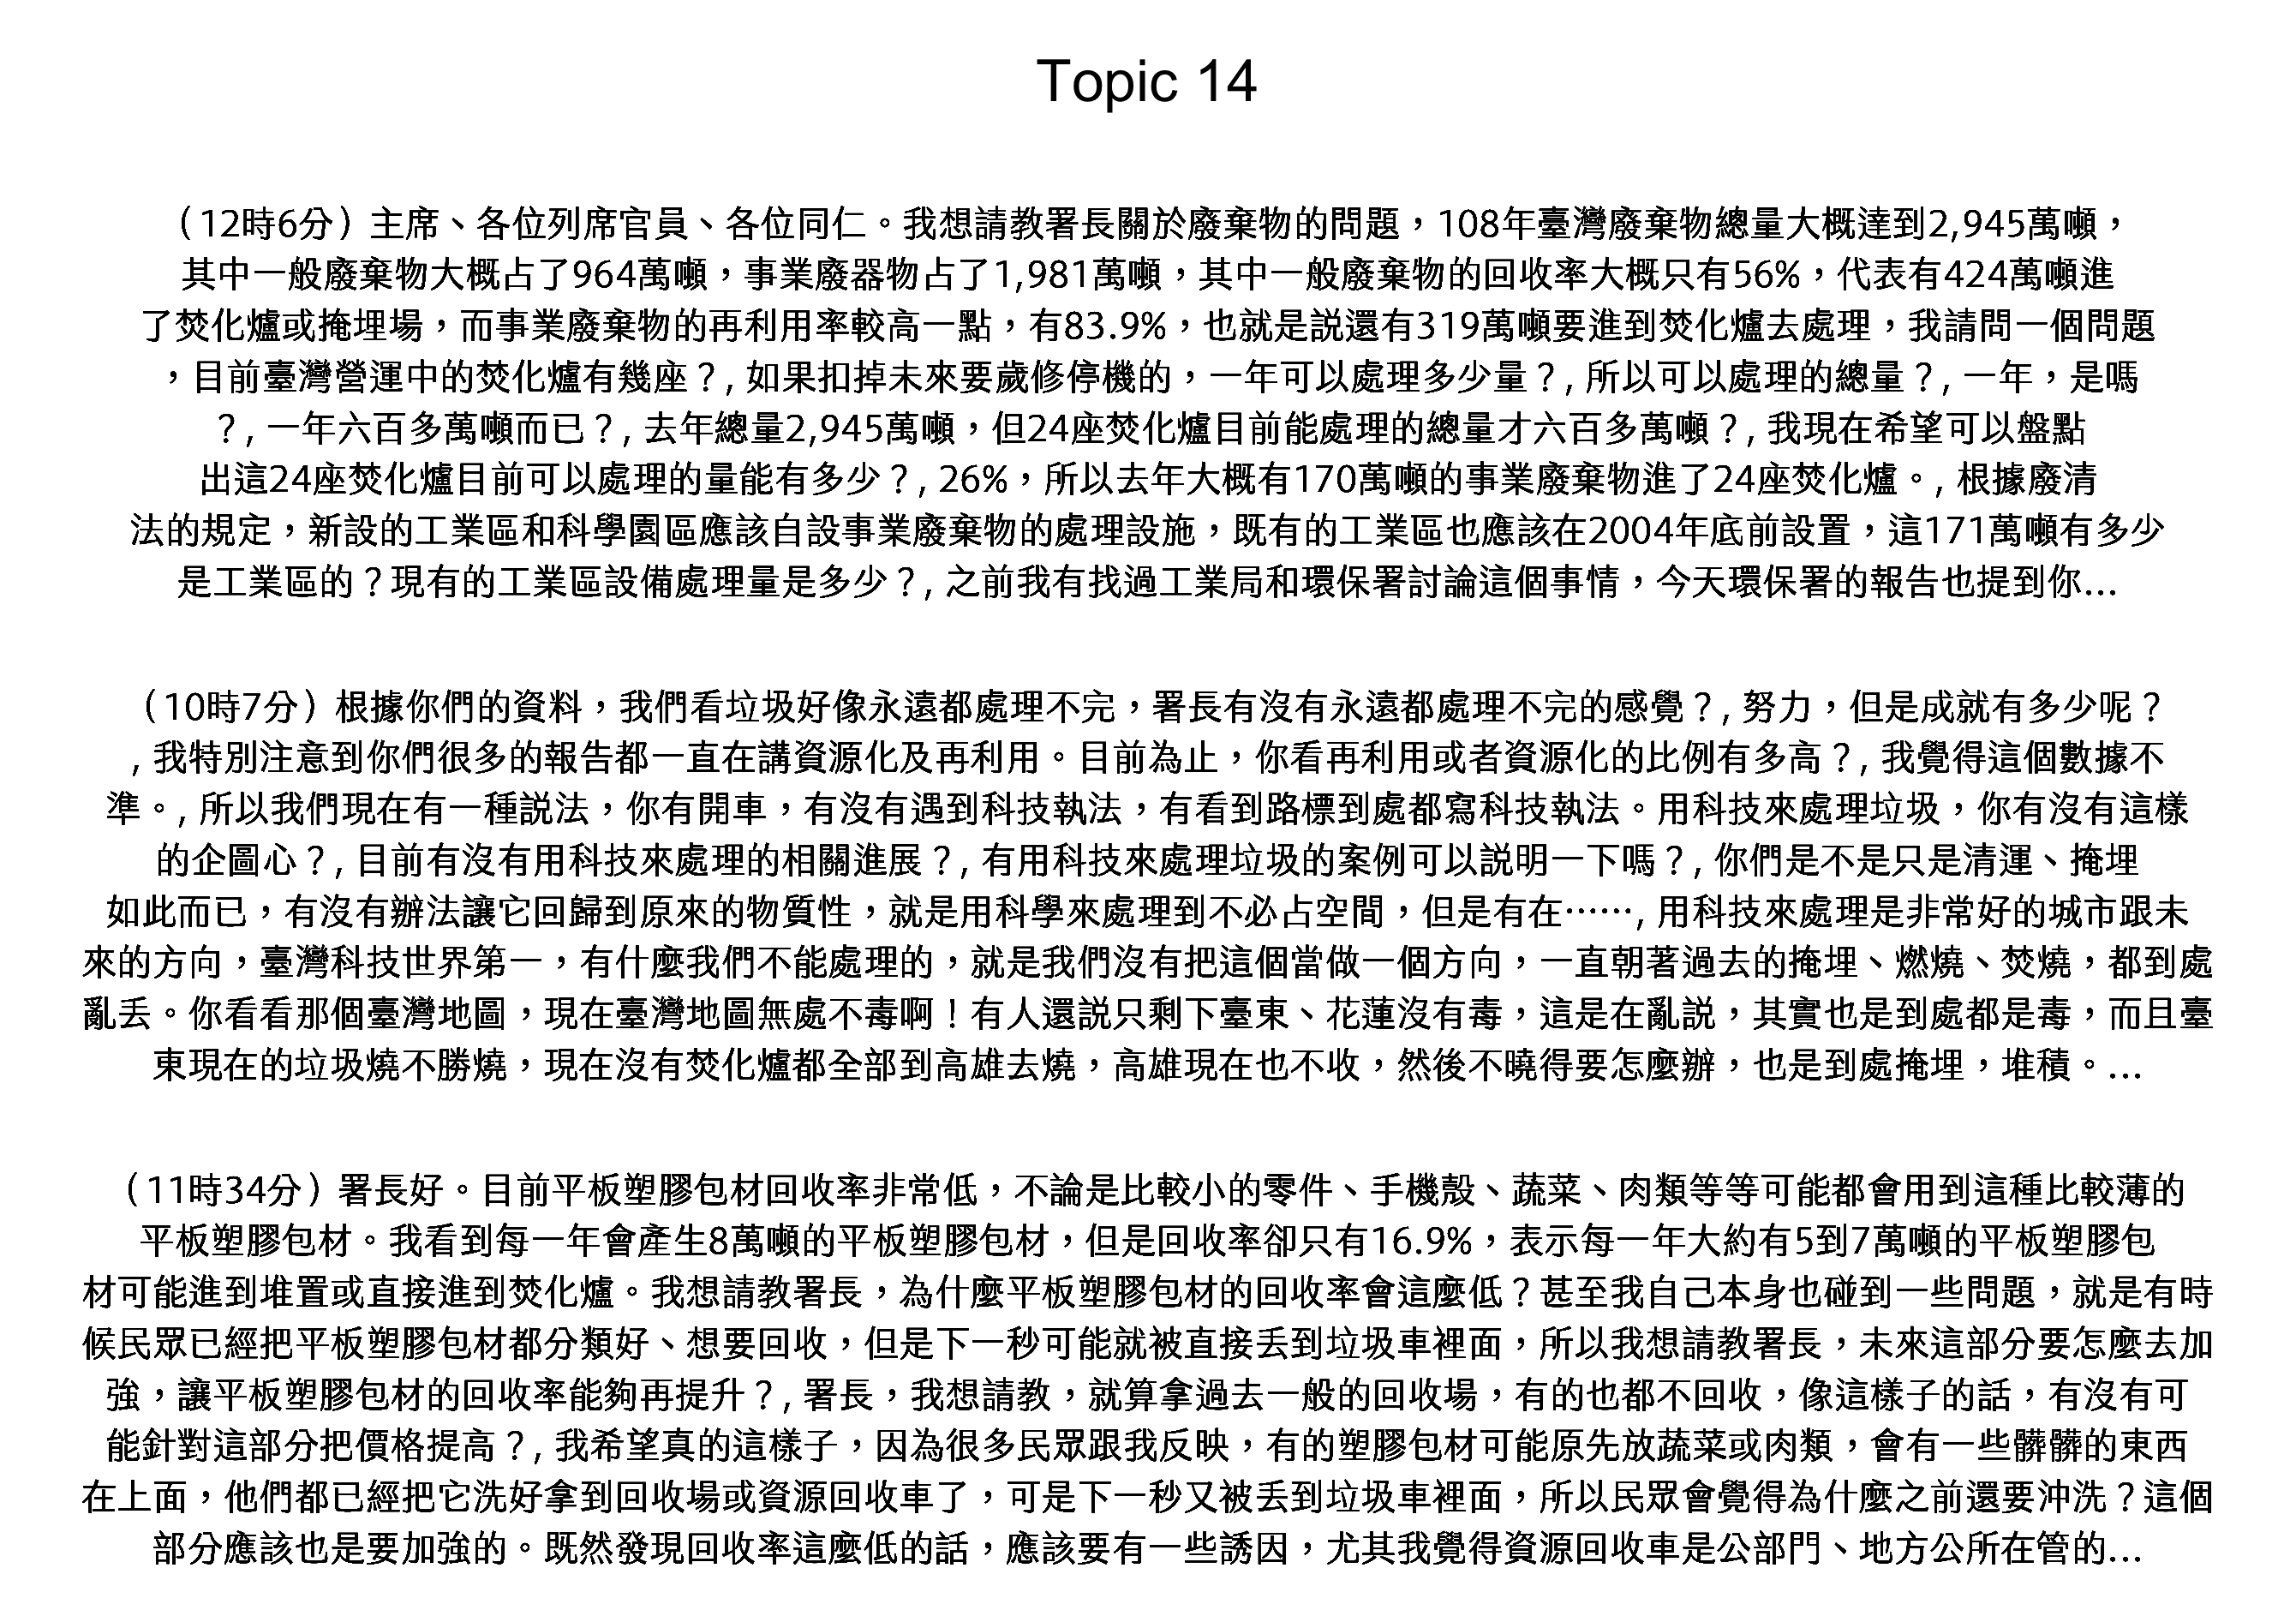 Topic 14
（12時6分）主席、各位列席官員、各位同仁。我想請教署長關於廢棄物的問題，108年臺灣廢棄物總量大概達到2,945萬噸，
其中一般廢棄物大概占了964萬噸，事業廢器物占了1,981萬噸，其中一般廢棄物的回收率大概只有56%，代表有424萬噸進
了焚化爐或掩埋場，而事業廢棄物的再利用率較高一點，有83.9%，也就是説還有319萬噸要進到焚化爐去處理，我請問一個問題
，目前臺灣營運中的焚化爐有幾座？, 如果扣掉未來要歲修停機的，一年可以處理多少量？, 所以可以處理的總量？, 一年，是嗎
？, 一年六百多萬噸而已？, 去年總量2,945萬噸，但24座焚化爐目前能處理的總量才六百多萬噸？, 我現在希望可以盤點
出這24座焚化爐目前可以處理的量能有多少？, 26%，所以去年大概有170萬噸的事業廢棄物進了24座焚化爐。, 根據廢清
法的規定，新設的工業區和科學園區應該自設事業廢棄物的處理設施，既有的工業區也應該在2004年底前設置，這171萬噸有多少
是工業區的？現有的工業區設備處理量是多少？, 之前我有找過工業局和環保署討論這個事情，今天環保署的報告也提到你...
（10時7分）根據你們的資料，我們看垃圾好像永遠都處理不完，署長有沒有永遠都處理不完的感覺？, 努力，但是成就有多少呢？
, 我特別注意到你們很多的報告都一直在講資源化及再利用。目前為止，你看再利用或者資源化的比例有多高？, 我覺得這個數據不
準。, 所以我們現在有一種説法，你有開車，有沒有遇到科技執法，有看到路標到處都寫科技執法。用科技來處理垃圾，你有沒有這樣
的企圖心？, 目前有沒有用科技來處理的相關進展？, 有用科技來處理垃圾的案例可以説明一下嗎？, 你們是不是只是清運、掩埋
如此而已，有沒有辦法讓它回歸到原來的物質性，就是用科學來處理到不必占空間，但是有在……, 用科技來處理是非常好的城市跟未
來的方向，臺灣科技世界第一，有什麼我們不能處理的，就是我們沒有把這個當做一個方向，一直朝著過去的掩埋、燃燒、焚燒，都到處
亂丟。你看看那個臺灣地圖，現在臺灣地圖無處不毒啊！有人還説只剩下臺東、花蓮沒有毒，這是在亂説，其實也是到處都是毒，而且臺
東現在的垃圾燒不勝燒，現在沒有焚化爐都全部到高雄去燒，高雄現在也不收，然後不曉得要怎麼辦，也是到處掩埋，堆積。...
（11時34分）署長好。目前平板塑膠包材回收率非常低，不論是比較小的零件、手機殼、蔬菜、肉類等等可能都會用到這種比較薄的
平板塑膠包材。我看到每一年會產生8萬噸的平板塑膠包材，但是回收率卻只有16.9%，表示每一年大約有5到7萬噸的平板塑膠包
材可能進到堆置或直接進到焚化爐。我想請教署長，為什麼平板塑膠包材的回收率會這麼低？甚至我自己本身也碰到一些問題，就是有時
候民眾已經把平板塑膠包材都分類好、想要回收，但是下一秒可能就被直接丟到垃圾車裡面，所以我想請教署長，未來這部分要怎麼去加
強，讓平板塑膠包材的回收率能夠再提升？, 署長，我想請教，就算拿過去一般的回收場，有的也都不回收，像這樣子的話，有沒有可
能針對這部分把價格提高？, 我希望真的這樣子，因為很多民眾跟我反映，有的塑膠包材可能原先放蔬菜或肉類，會有一些髒髒的東西
在上面，他們都已經把它洗好拿到回收場或資源回收車了，可是下一秒又被丟到垃圾車裡面，所以民眾會覺得為什麼之前還要沖洗？這個
部分應該也是要加強的。既然發現回收率這麼低的話，應該要有一些誘因，尤其我覺得資源回收車是公部門、地方公所在管的...